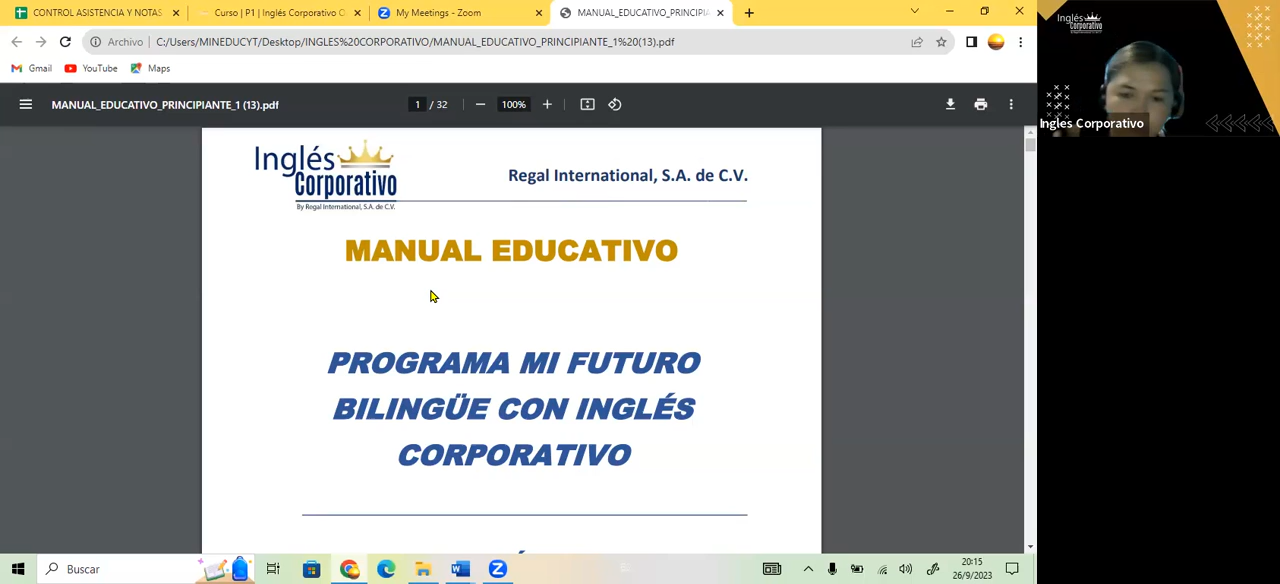 CONTROL ASISTENCIA Y NOTAS
Curso | P1 | Inglés Corporativo O
My Meetings - Zoom
MANUAL_EDUCATIVO_PRINCIPIA
Archivo
C:/Users/MINEDUCYT/Desktop/INGLES%20CORPORATIVO/MANUAL_EDUCATIVO_PRINCIPIANTE_1%20(13).pdf
Gmail
YouTube
Maps
MANUAL_EDUCATIVO_PRINCIPIANTE_1 (13).pdf
1 / 32
100%
Inglés
Corporativo
By Regal International, S.A. de C.V.
Regal International, S.A. de C.V.
MANUAL EDUCATIVO
PROGRAMA MI FUTURO
BILINGÜE CON INGLÉS
CORPORATIVO
Inglés
Corporativo
Ingles Corporativo
Buscar
20:15
26/9/2023